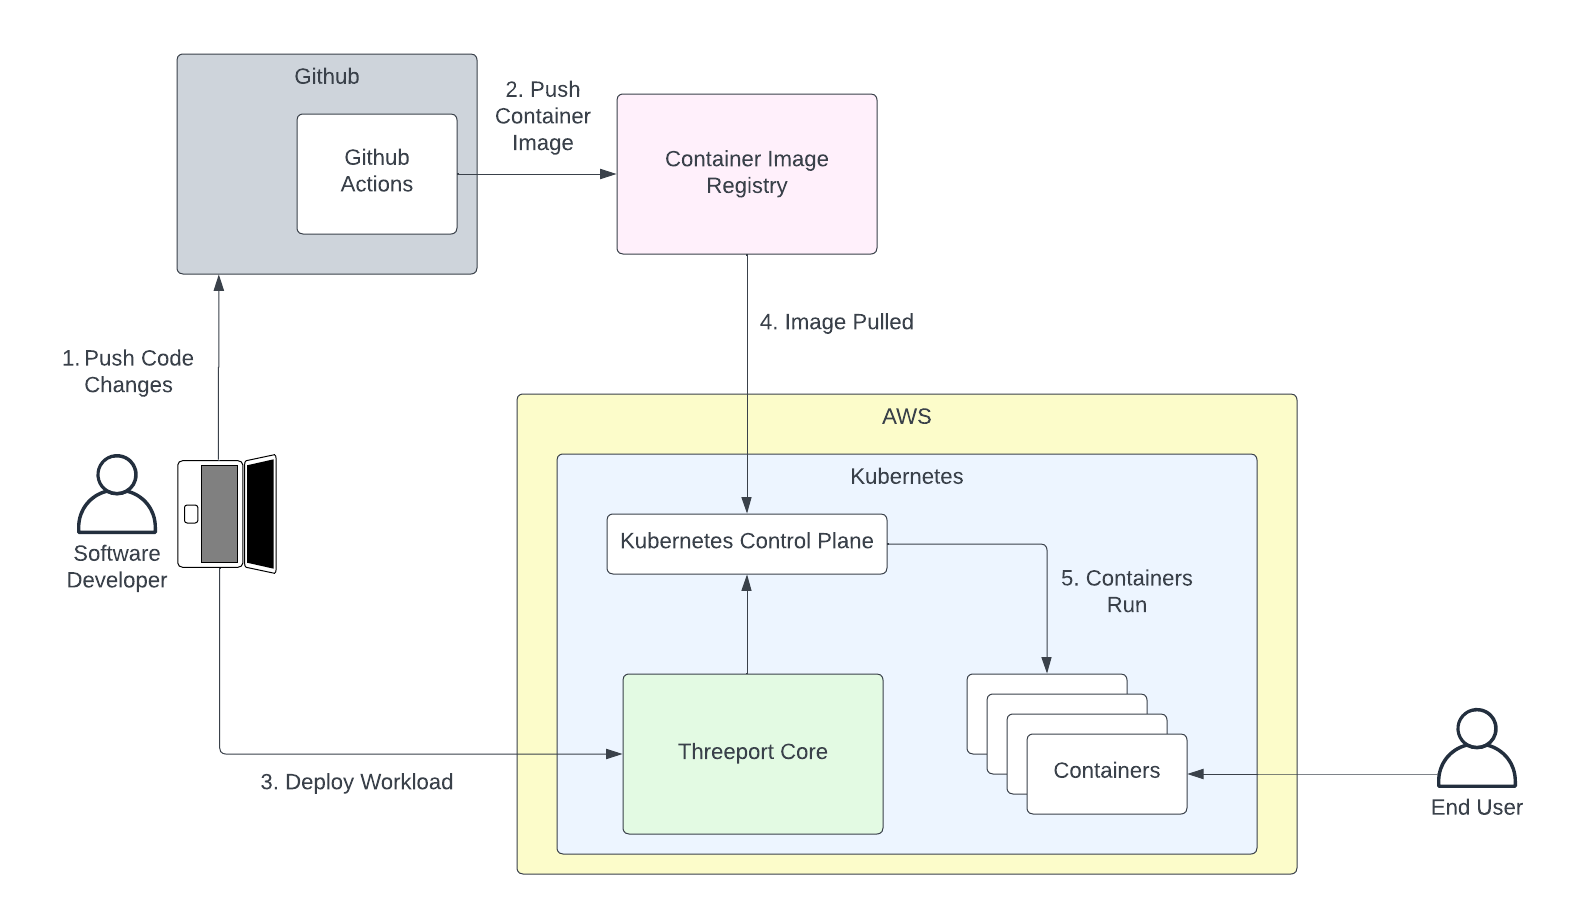 Github
Github
Actions
2. Push
Container
Image
Container Image
Registry
4. Image Pulled
1. Push Code
Changes
Software
Developer
AWS
Kubernetes
Kubernetes Control Plane
5. Containers
Run
Threeport Core
3. Deploy Workload
Containers
End User